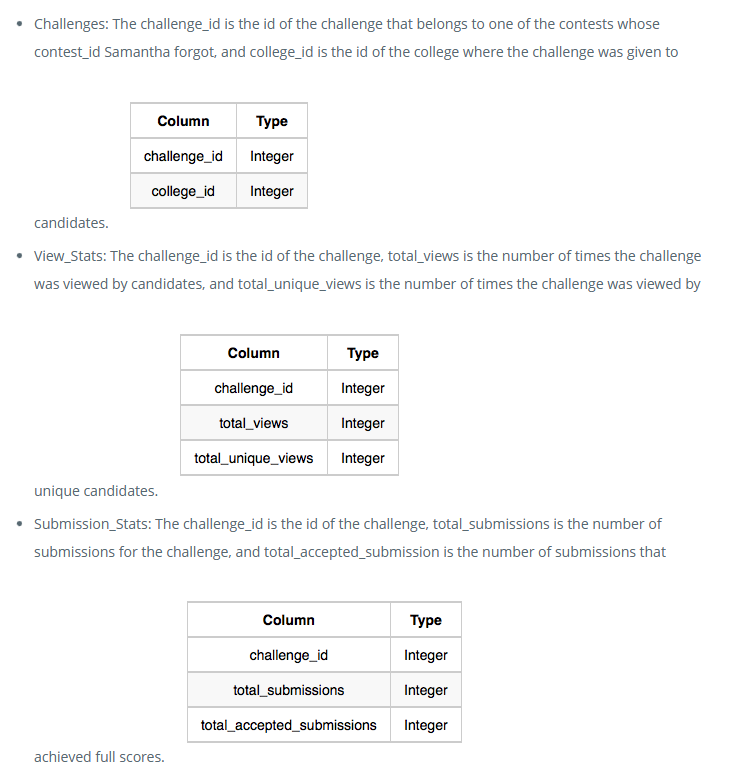 Challenges: The challenge_id is the id of the challenge that belongs to one of the contests whose
contest_id Samantha forgot, and college_id is the id of the college where the challenge was given to
Column Type
challenge_id Integer
college_id Integer
candidates.
View_Stats: The challenge_id is the id of the challenge, total_views is the number of times the challenge
was viewed by candidates, and total_unique_views is the number of times the challenge was viewed by
Column Type
challenge_id Integer
total_views Integer
total_unique_views Integer
unique candidates.
Submission_Stats: The challenge_id is the id of the challenge, total_submissions is the number of
submissions for the challenge, and total_accepted_submission is the number of submissions that
Column Type
challenge_id Integer
total_submissions Integer
total_accepted_submissions Integer
achieved full scores.